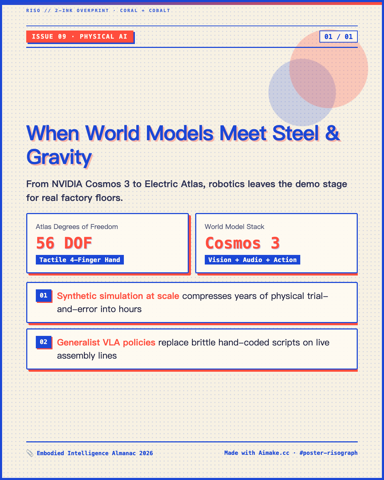 RISO // 2-INK OVERPRINT · CORAL + COBALT
ISSUE 09 · PHYSICAL AI
01 / 01
When World Models Meet Steel &
Gravity
From NVIDIA Cosmos 3 to Electric Atlas, robotics leaves the demo stage
for real factory floors.
Atlas Degrees of Freedom
56 DOF
Tactile 4-Finger Hand
World Model Stack
Cosmos 3
Vision + Audio + Action
01
Synthetic simulation at scale compresses years of physical trial-
and-error into hours
02
Generalist VLA policies replace brittle hand-coded scripts on live
assembly lines
📎 Embodied Intelligence Almanac 2026
Made with Aimake.cc · #poster-risograph